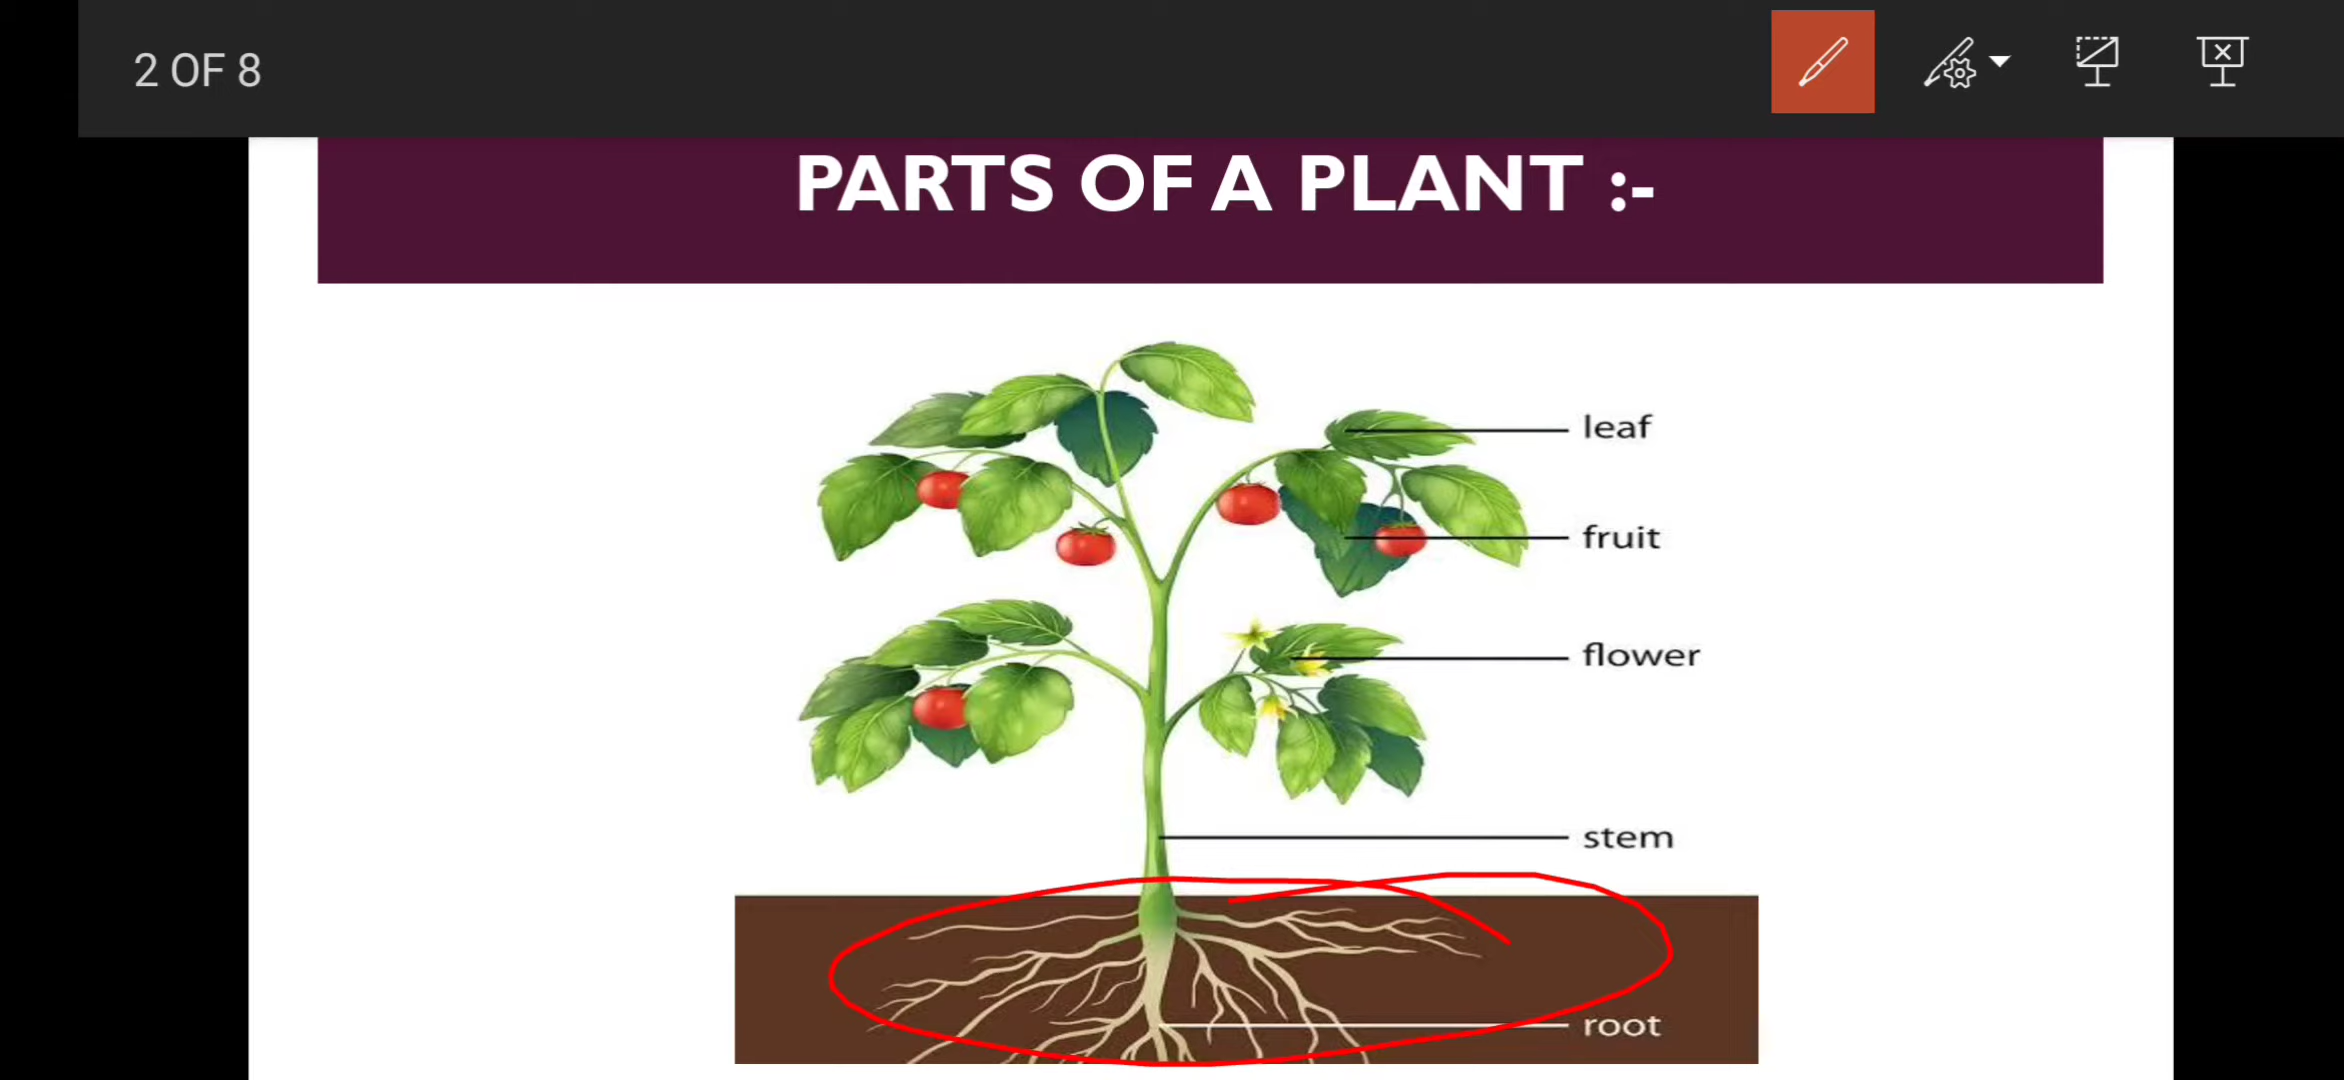 2 OF 8
PARTS OF A PLANT :-
leaf
fruit
flower
stem
root